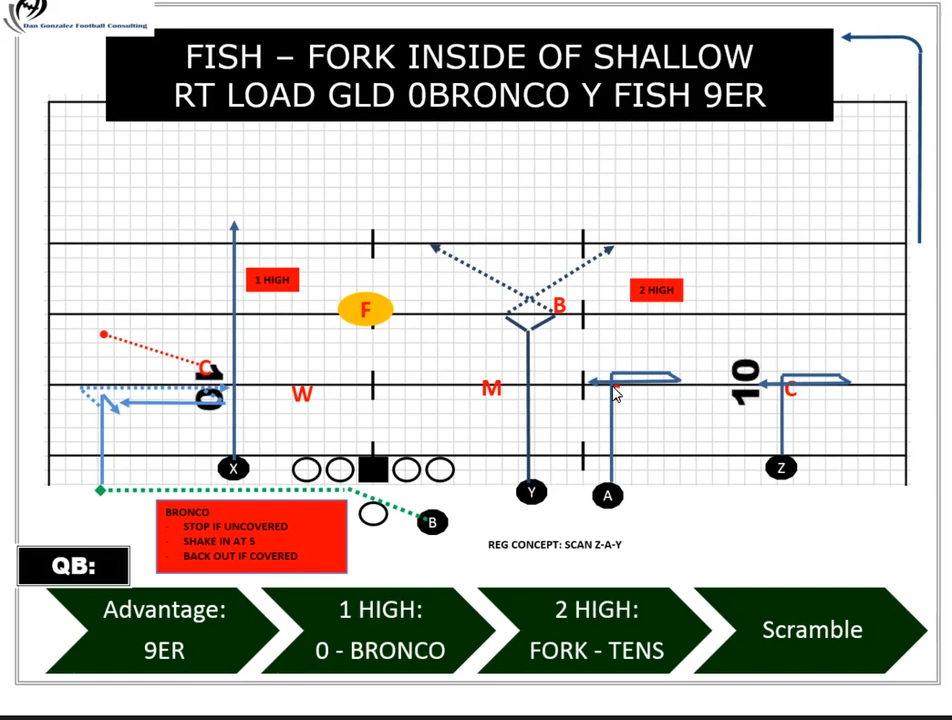 Dan Gonzalez Football Consulting
FISH – FORK INSIDE OF SHALLOW
RT LOAD GLD 0BRONCO Y FISH 9ER
1 HIGH
2 HIGH
B
F
C
10
W
M
10
C
X
Y
A
Z
B
BRONCO
- STOP IF UNCOVERED
- SHAKE IN AT 5
- BACK OUT IF COVERED
REG CONCEPT: SCAN Z-A-Y
QB:
Advantage:
9ER
1 HIGH:
0 - BRONCO
2 HIGH:
FORK - TENS
Scramble